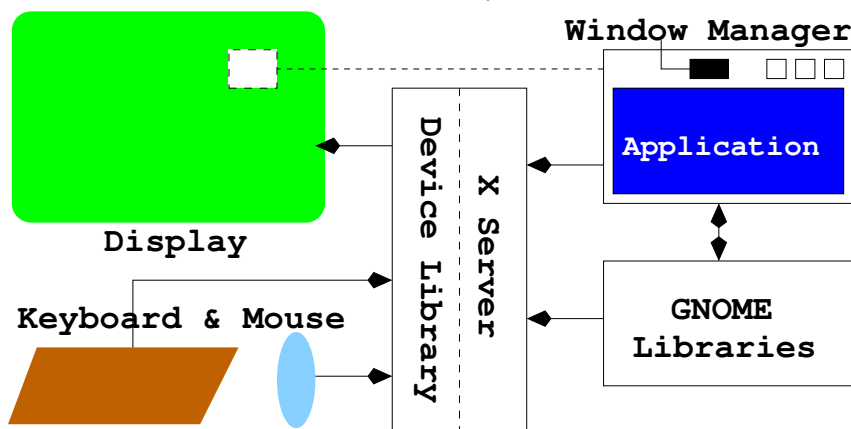 Window Manager
Application
Device Library
X Server
Display
Keyboard & Mouse
GNOME
Libraries